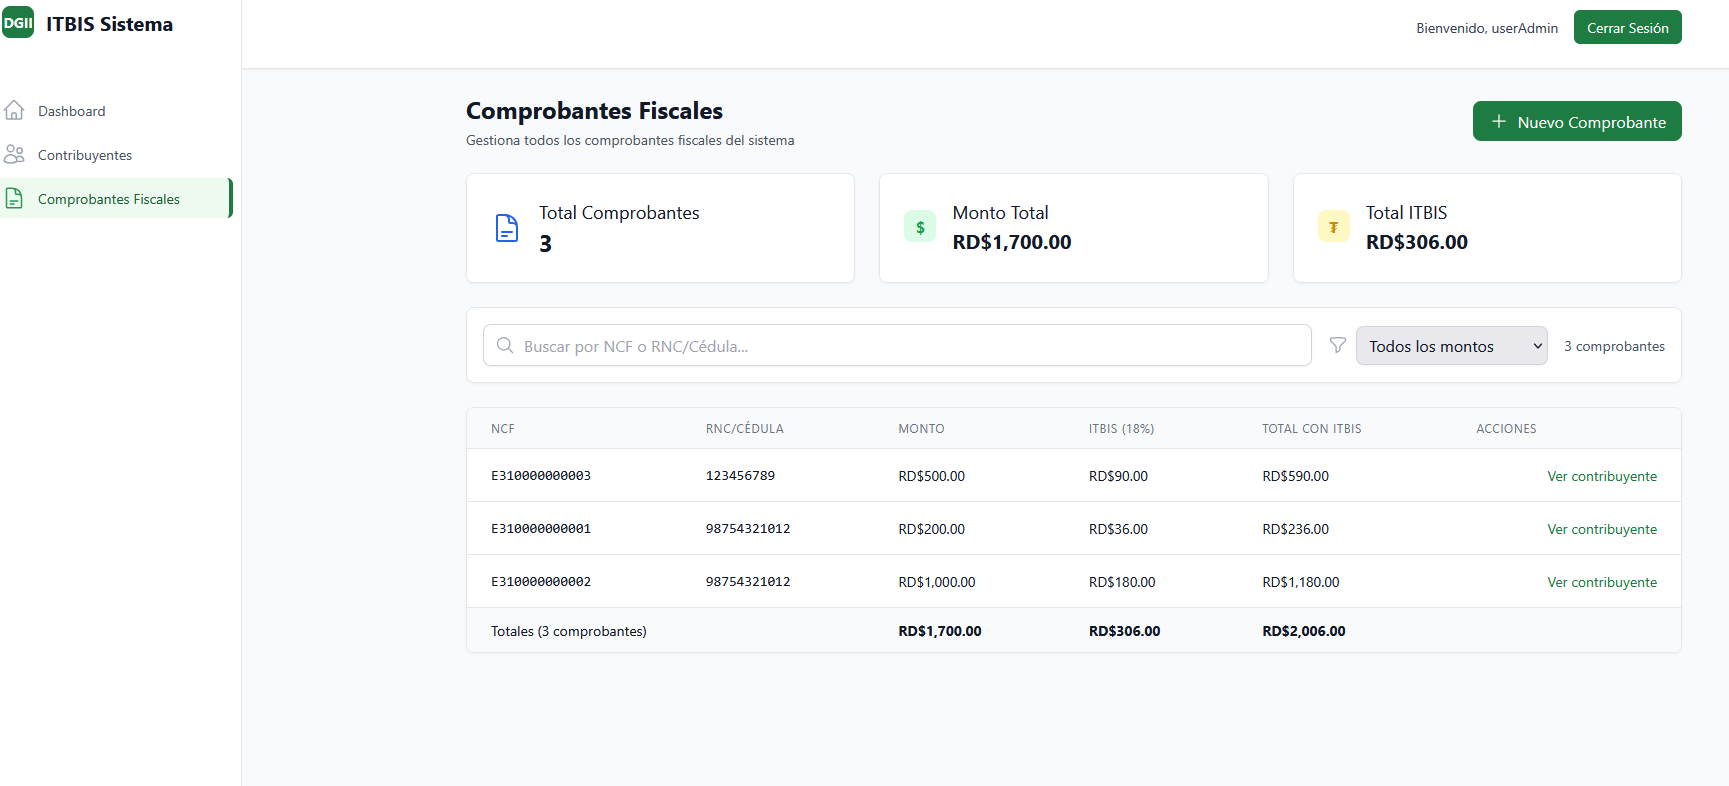 DGII ITBIS Sistema
Bienvenido, userAdmin
Cerrar Sesión
Dashboard
Contribuyentes
Comprobantes Fiscales
Comprobantes Fiscales
Gestiona todos los comprobantes fiscales del sistema
+ Nuevo Comprobante
Total Comprobantes
3
$
Monto Total
RD$1,700.00
₮
Total ITBIS
RD$306.00
Buscar por NCF o RNC/Cédula...
Todos los montos
3 comprobantes
NCF RNC/CÉDULA MONTO ITBIS (18%) TOTAL CON ITBIS ACCIONES
E310000000003 123456789 RD$500.00 RD$90.00 RD$590.00 Ver contribuyente
E310000000001 98754321012 RD$200.00 RD$36.00 RD$236.00 Ver contribuyente
E310000000002 98754321012 RD$1,000.00 RD$180.00 RD$1,180.00 Ver contribuyente
Totales (3 comprobantes) RD$1,700.00 RD$306.00 RD$2,006.00